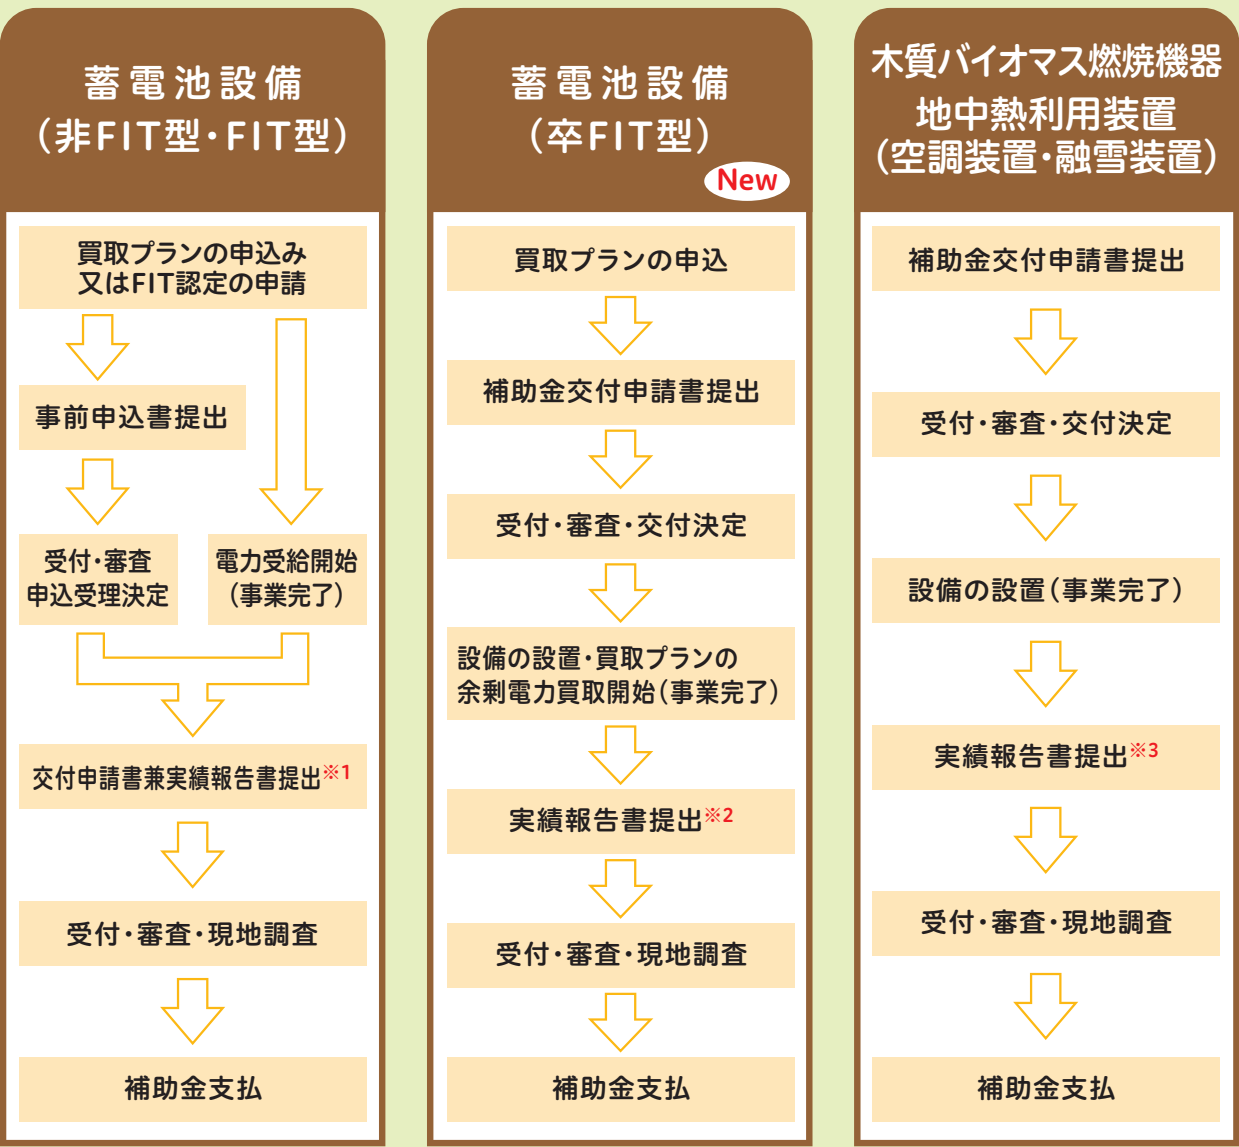 蓄電池設備
（非FIT型・FIT型）
買取プランの申込み
又はFIT認定の申請
事前申込書提出
受付・審査
申込受理決定
電力受給開始
（事業完了）
交付申請書兼実績報告書提出※1
受付・審査・現地調査
補助金支払
蓄電池設備
（卒FIT型）
New
買取プランの申込
補助金交付申請書提出
受付・審査・交付決定
設備の設置・買取プランの
余剰電力買取開始（事業完了）
実績報告書提出※2
受付・審査・現地調査
補助金支払
木質バイオマス燃焼機器
地中熱利用装置
（空調装置・融雪装置）
補助金交付申請書提出
受付・審査・交付決定
設備の設置（事業完了）
実績報告書提出※3
受付・審査・現地調査
補助金支払